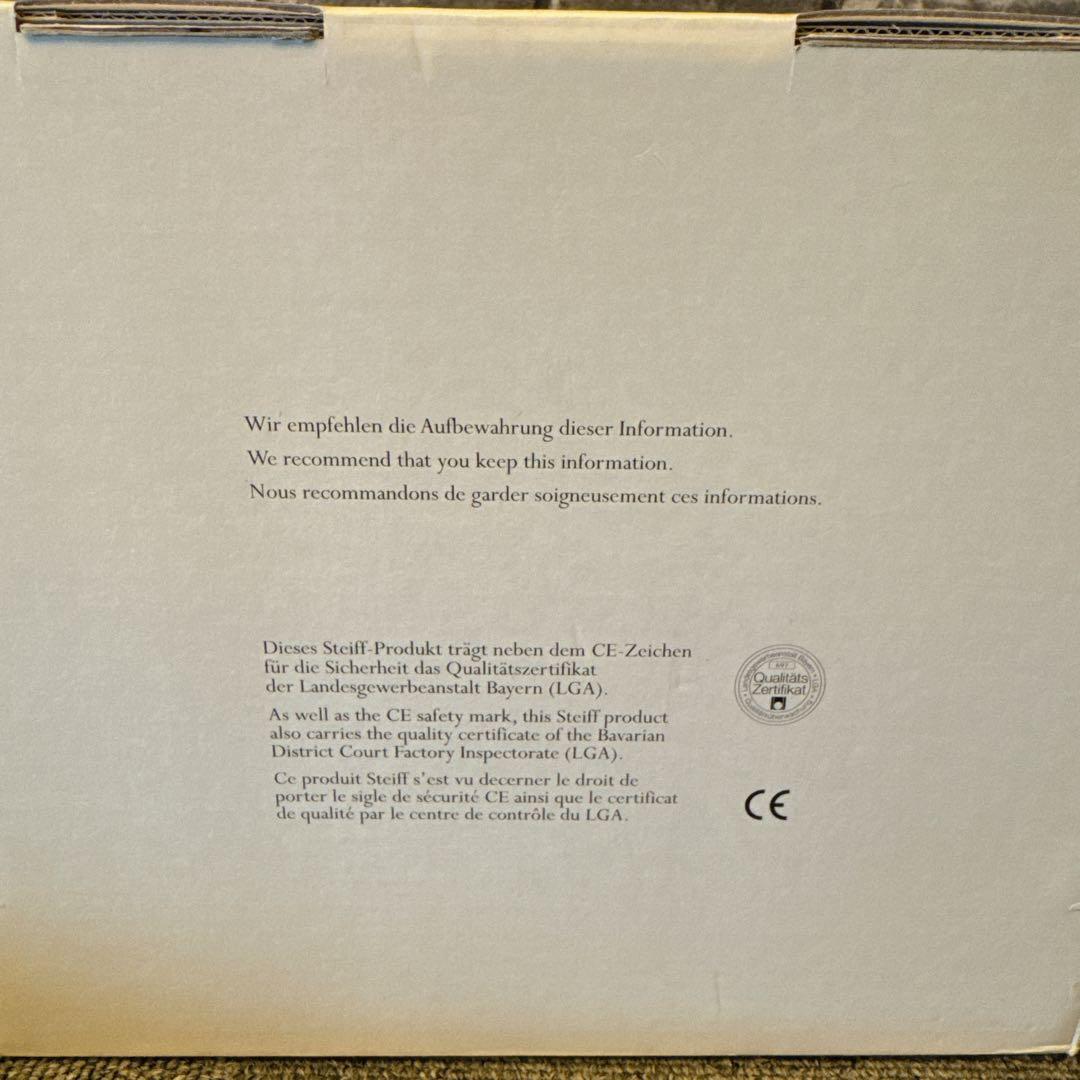 Wir empfehlen die Aufbewahrung dieser Information.
We recommend that you keep this information.
Nous recommandons de garder soigneusement ces informations.
Dieses Steiff-Produkt trägt neben dem CE-Zeichen
für die Sicherheit das Qualitätszertifikat
der Landesgewerbeanstalt Bayern (LGA).
As well as the CE safety mark, this Steiff product
also carries the quality certificate of the Bavarian
District Court Factory Inspectorate (LGA).
Ce produit Steiff s'est vu decerner le droit de
porter le sigle de sécurité CE ainsi que le certificat
de qualité par le centre de contrôle du LGA.
Landesgewerbeanstalt Bayern • LGA •
Qualitäts
Zertifikat
CE